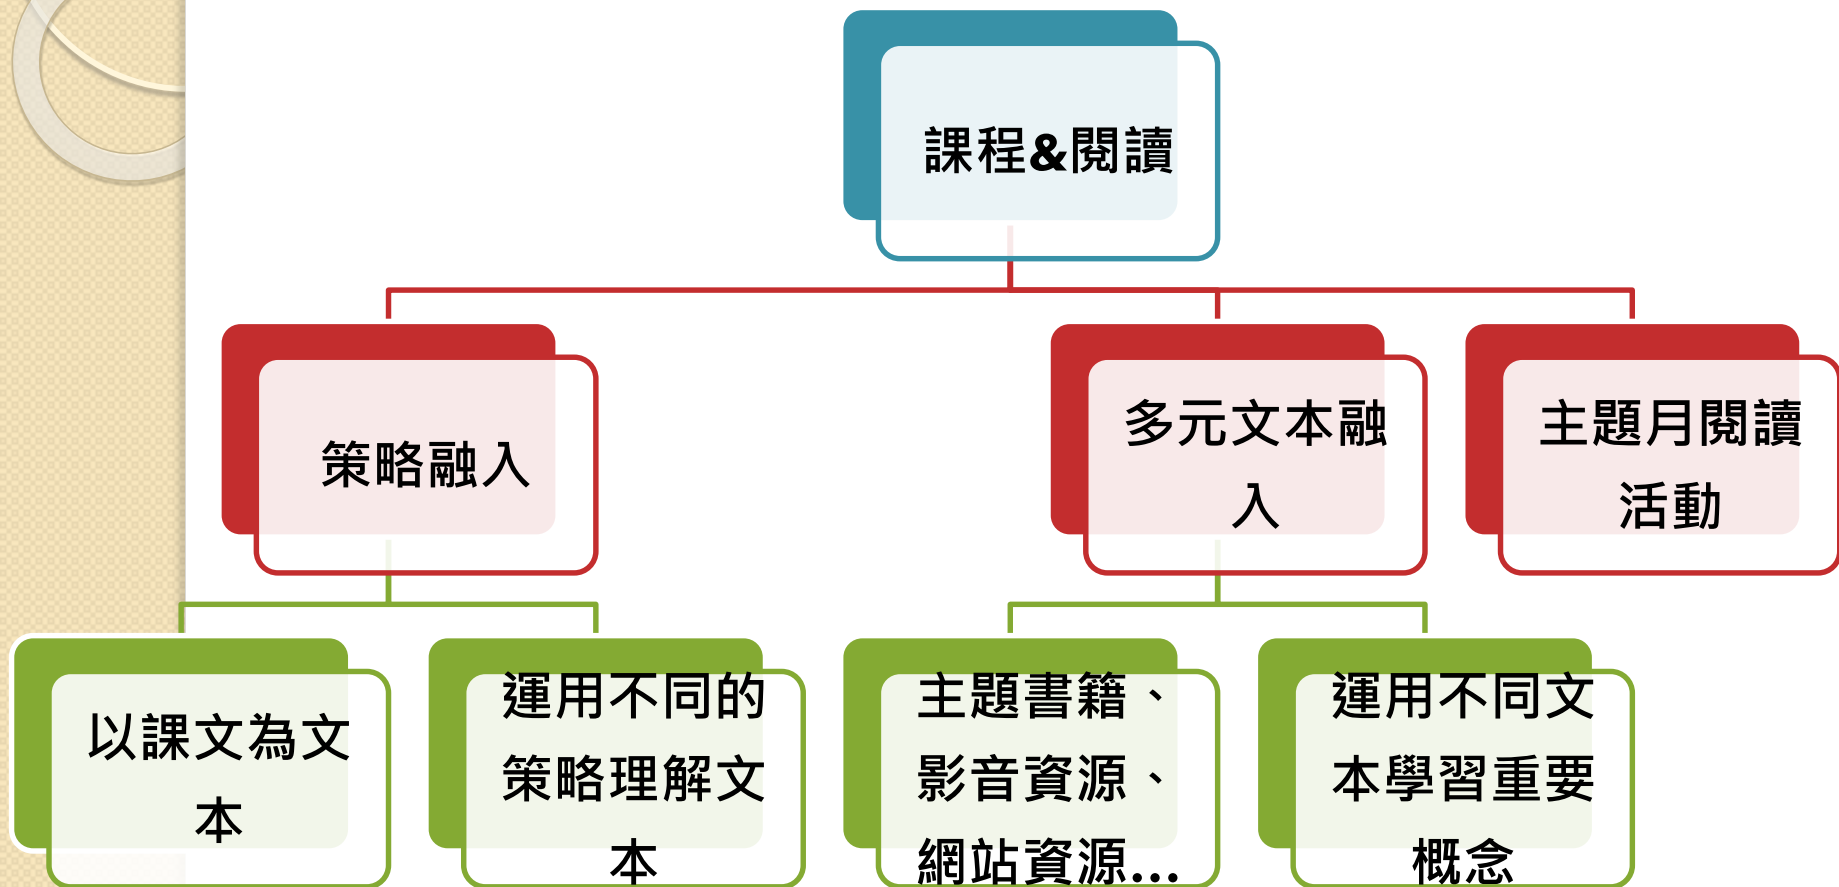 課程&閱讀
策略融入
多元文本融
入
主題月閱讀
活動
以課文為文
本
運用不同的
策略理解文
本
主題書籍、
影音資源、
網站資源…
運用不同文
本學習重要
概念